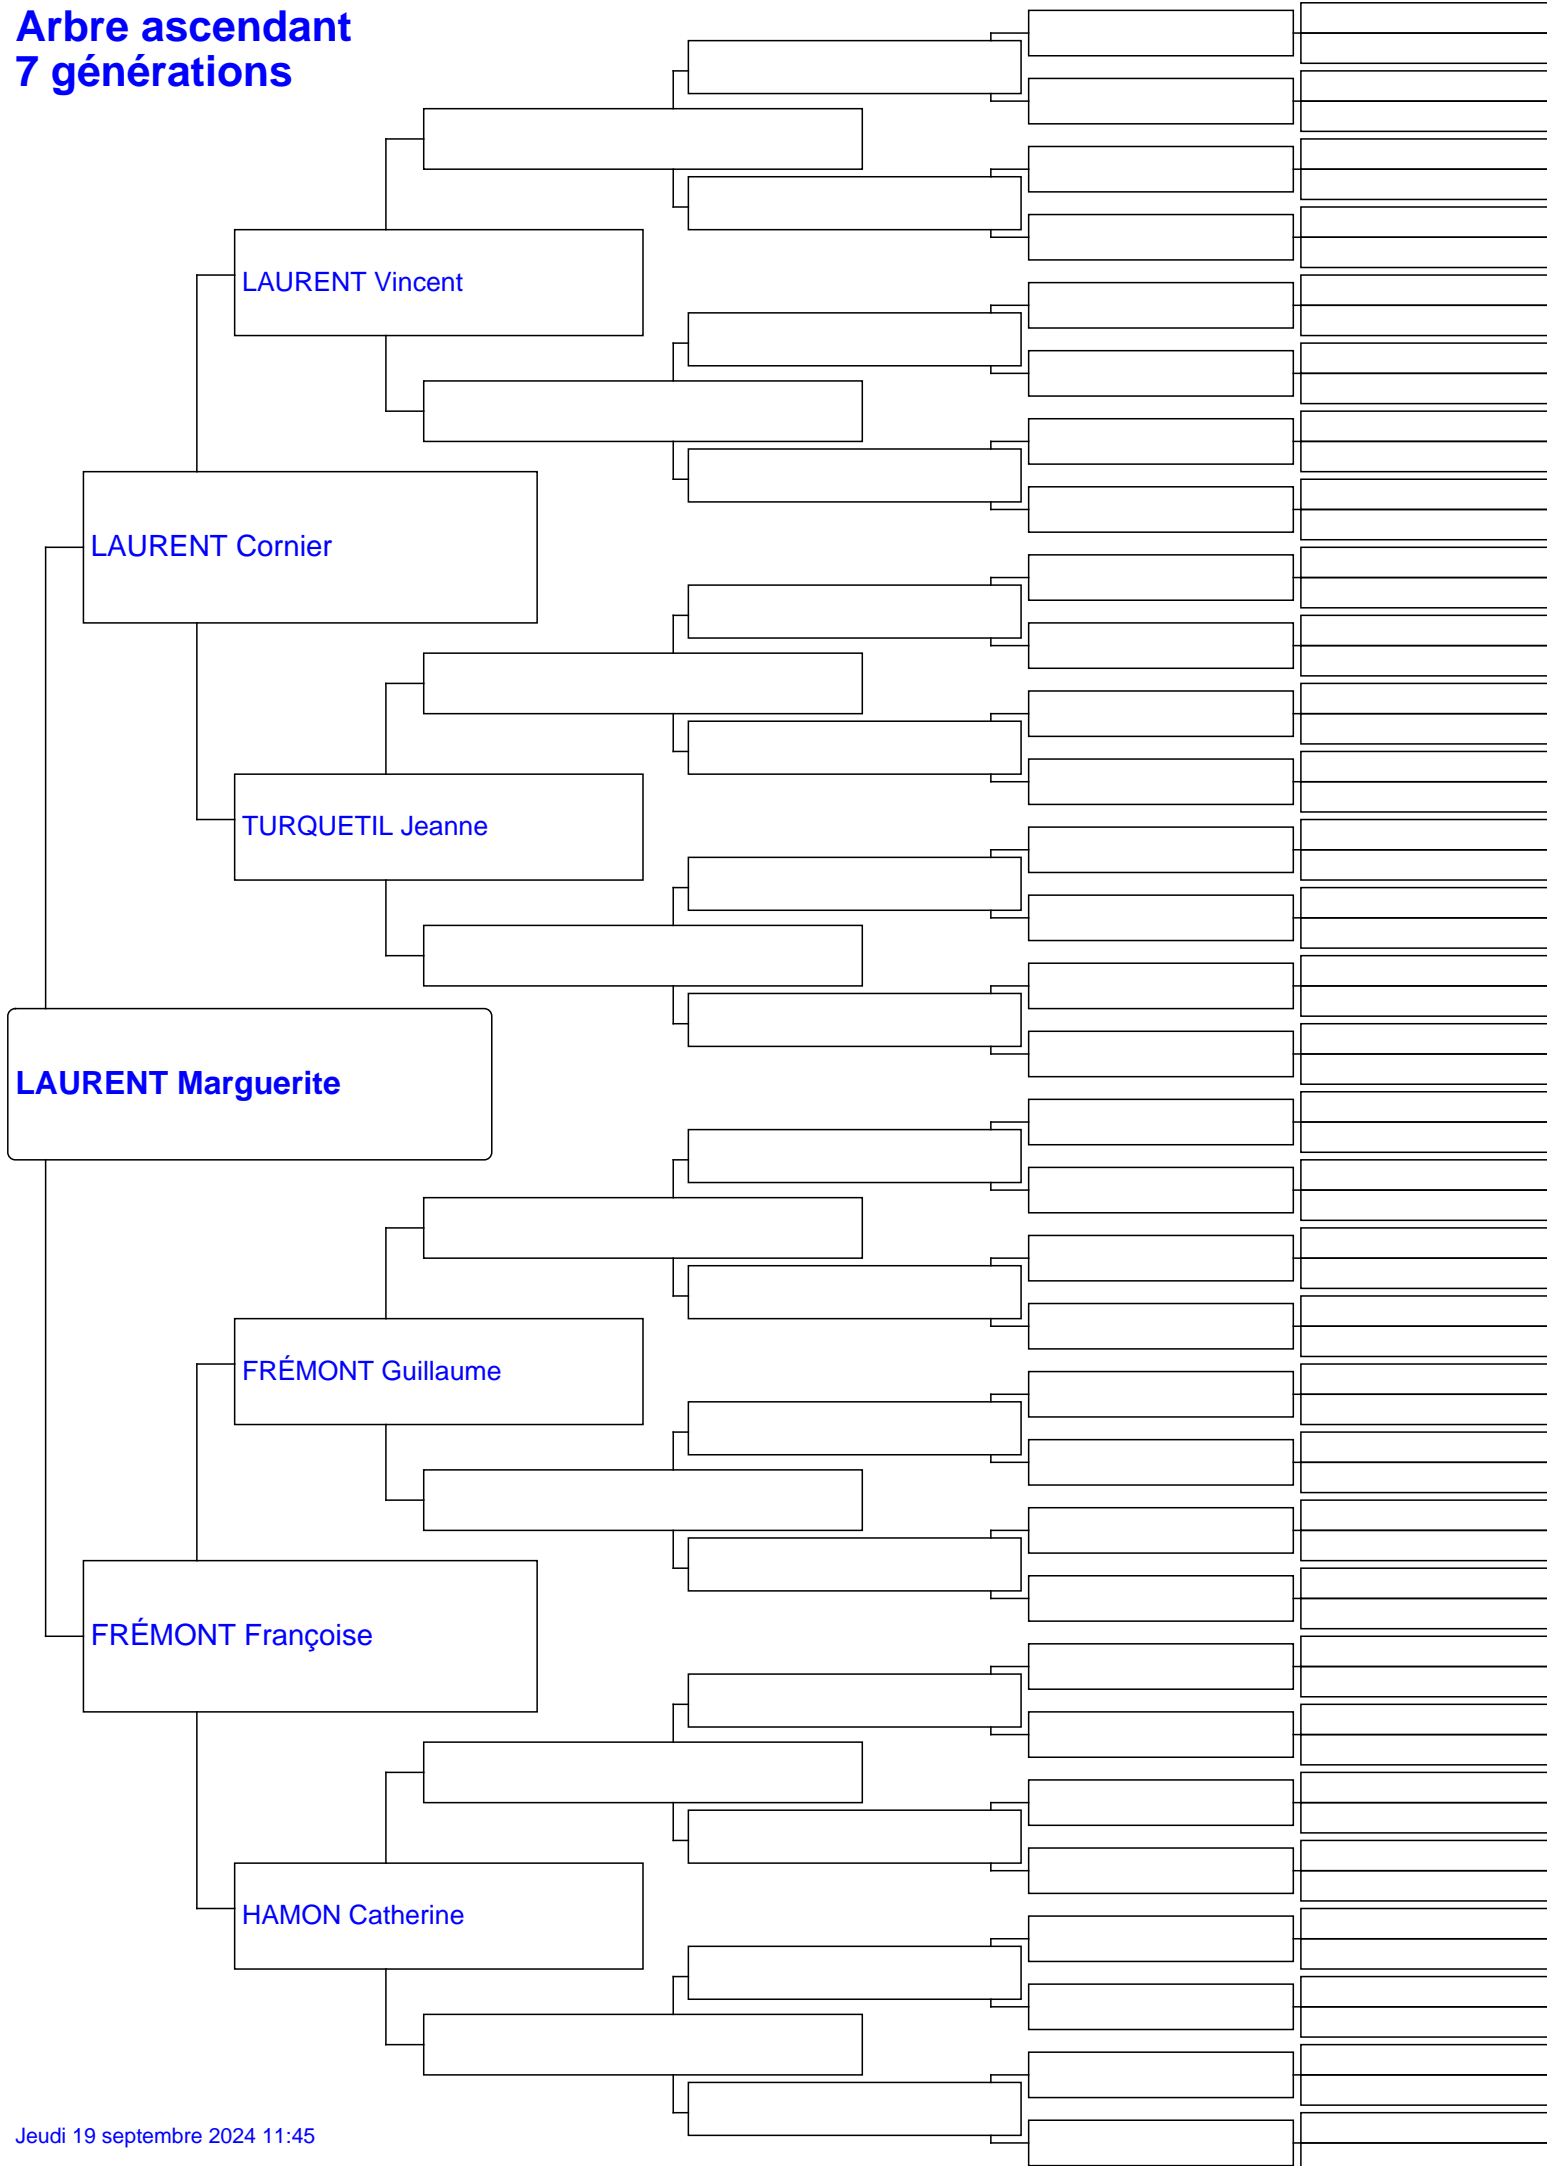 Arbre ascendant
7 générations
LAURENT Vincent
LAURENT Cornier
TURQUETIL Jeanne
LAURENT Marguerite
FRÉMONT Guillaume
FRÉMONT Françoise
HAMON Catherine
Jeudi 19 septembre 2024 11:45